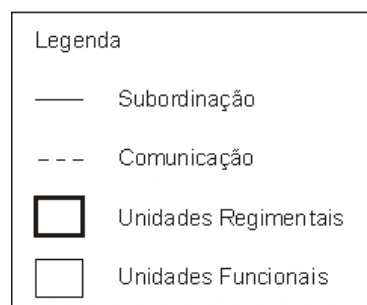 Legenda
Subordinação
Comunicação
Unidades Regimentais
Unidades Funcionais